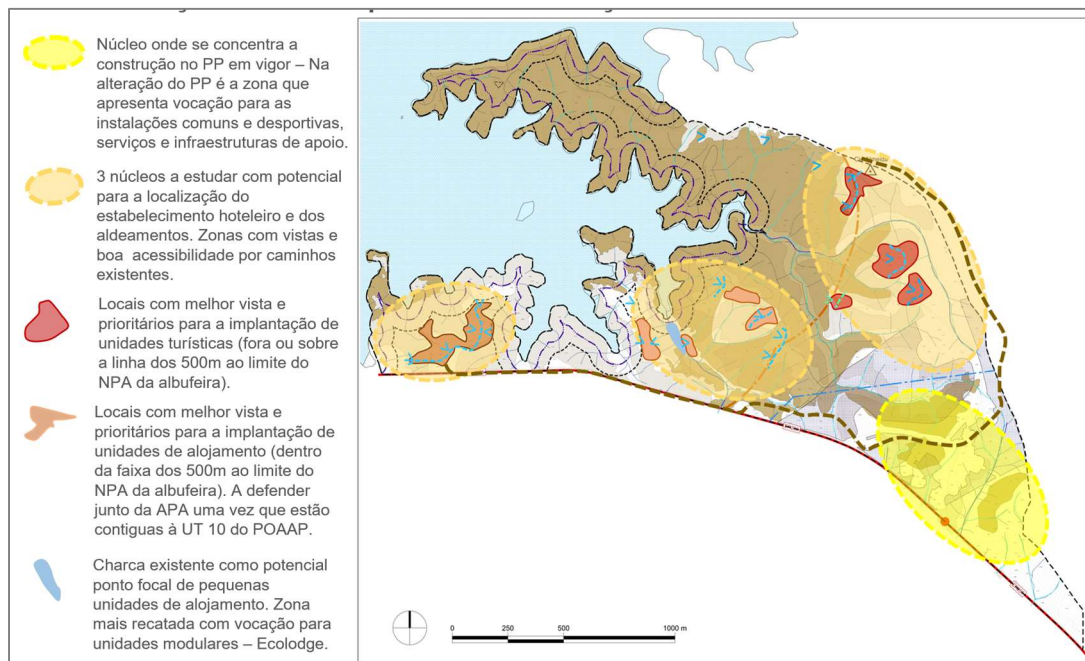 Núcleo onde se concentra a
construção no PP em vigor – Na
alteração do PP é a zona que
apresenta vocação para as
instalações comuns e desportivas,
serviços e infraestruturas de apoio.
3 núcleos a estudar com potencial
para a localização do
estabelecimento hoteleiro e dos
aldeamentos. Zonas com vistas e
boa acessibilidade por caminhos
existentes.
Locais com melhor vista e
prioritários para a implantação de
unidades turísticas (fora ou sobre
a linha dos 500m ao limite do
NPA da albufeira).
Locais com melhor vista e
prioritários para a implantação de
unidades de alojamento (dentro
da faixa dos 500m ao limite do
NPA da albufeira). A defender
junto da APA uma vez que estão
contiguas à UT 10 do POAAP.
Charca existente como potencial
ponto focal de pequenas
unidades de alojamento. Zona
mais recatada com vocação para
unidades modulares – Ecolodge.
0 250 500 1000 m